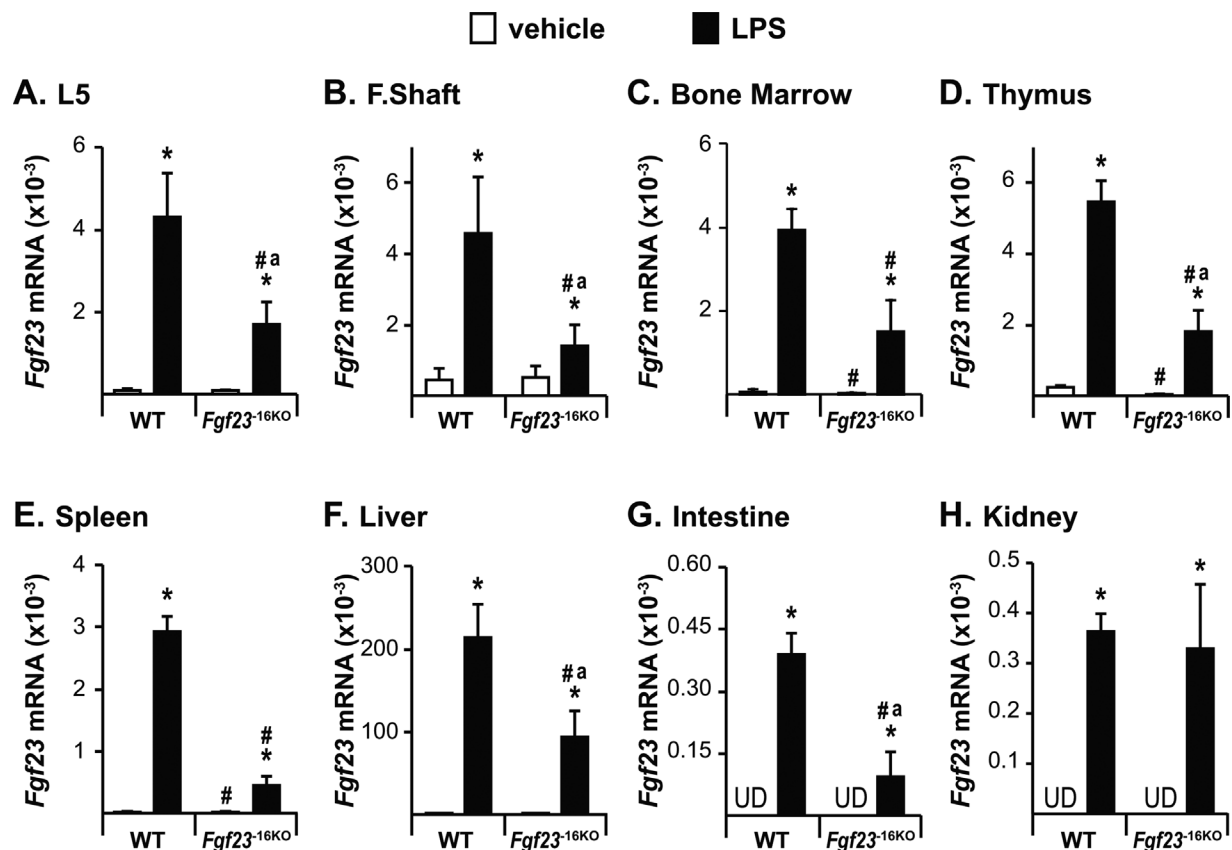 vehicle LPS
A. L5
Fgf23 mRNA (x10⁻³)
6
4
2
*
#a
*
WT Fgf23⁻¹⁶ᴷᴼ
B. F.Shaft
Fgf23 mRNA (x10⁻³)
6
4
2
*
#a
*
WT Fgf23⁻¹⁶ᴷᴼ
C. Bone Marrow
Fgf23 mRNA (x10⁻³)
6
4
2
*
#
#
*
WT Fgf23⁻¹⁶ᴷᴼ
D. Thymus
Fgf23 mRNA (x10⁻³)
6
4
2
*
#
#a
*
WT Fgf23⁻¹⁶ᴷᴼ
E. Spleen
Fgf23 mRNA (x10⁻³)
4
3
2
1
*
#
#
*
WT Fgf23⁻¹⁶ᴷᴼ
F. Liver
Fgf23 mRNA (x10⁻³)
300
200
100
*
#a
*
WT Fgf23⁻¹⁶ᴷᴼ
G. Intestine
Fgf23 mRNA (x10⁻³)
0.60
0.45
0.30
0.15
*
#a
*
UD UD
WT Fgf23⁻¹⁶ᴷᴼ
H. Kidney
Fgf23 mRNA (x10⁻³)
0.5
0.4
0.3
0.2
0.1
*
*
UD UD
WT Fgf23⁻¹⁶ᴷᴼ